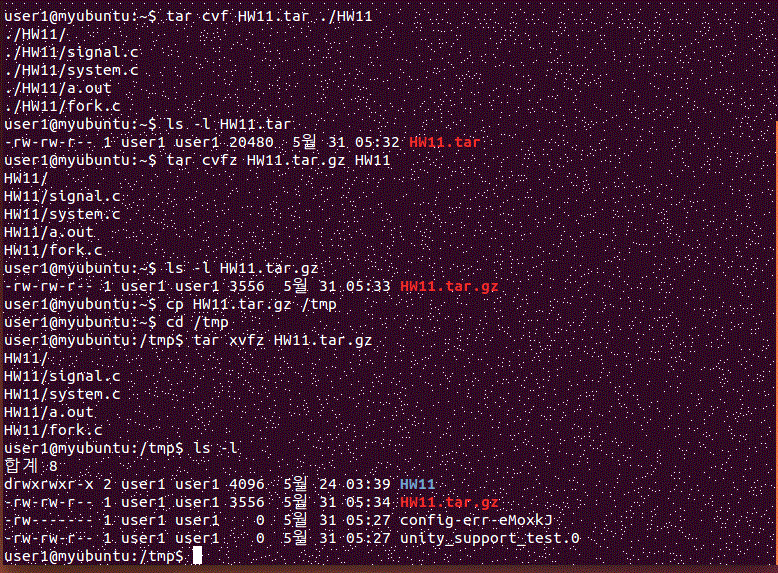 user1@myubuntu:~$ tar cvf HW11.tar ./HW11
./HW11/
./HW11/signal.c
./HW11/system.c
./HW11/a.out
./HW11/fork.c
user1@myubuntu:~$ ls -l HW11.tar
-rw-rw-r-- 1 user1 user1 20480  5월 31 05:32 HW11.tar
user1@myubuntu:~$ tar cvfz HW11.tar.gz HW11
HW11/
HW11/signal.c
HW11/system.c
HW11/a.out
HW11/fork.c
user1@myubuntu:~$ ls -l HW11.tar.gz
-rw-rw-r-- 1 user1 user1 3556  5월 31 05:33 HW11.tar.gz
user1@myubuntu:~$ cp HW11.tar.gz /tmp
user1@myubuntu:~$ cd /tmp
user1@myubuntu:/tmp$ tar xvfz HW11.tar.gz
HW11/
HW11/signal.c
HW11/system.c
HW11/a.out
HW11/fork.c
user1@myubuntu:/tmp$ ls -l
합계 8
drwxrwxr-x 2 user1 user1 4096  5월 24 03:39 HW11
-rw-rw-r-- 1 user1 user1 3556  5월 31 05:34 HW11.tar.gz
-rw------- 1 user1 user1    0  5월 31 05:27 config-err-eMoxkJ
-rw-rw-r-- 1 user1 user1    0  5월 31 05:27 unity_support_test.0
user1@myubuntu:/tmp$